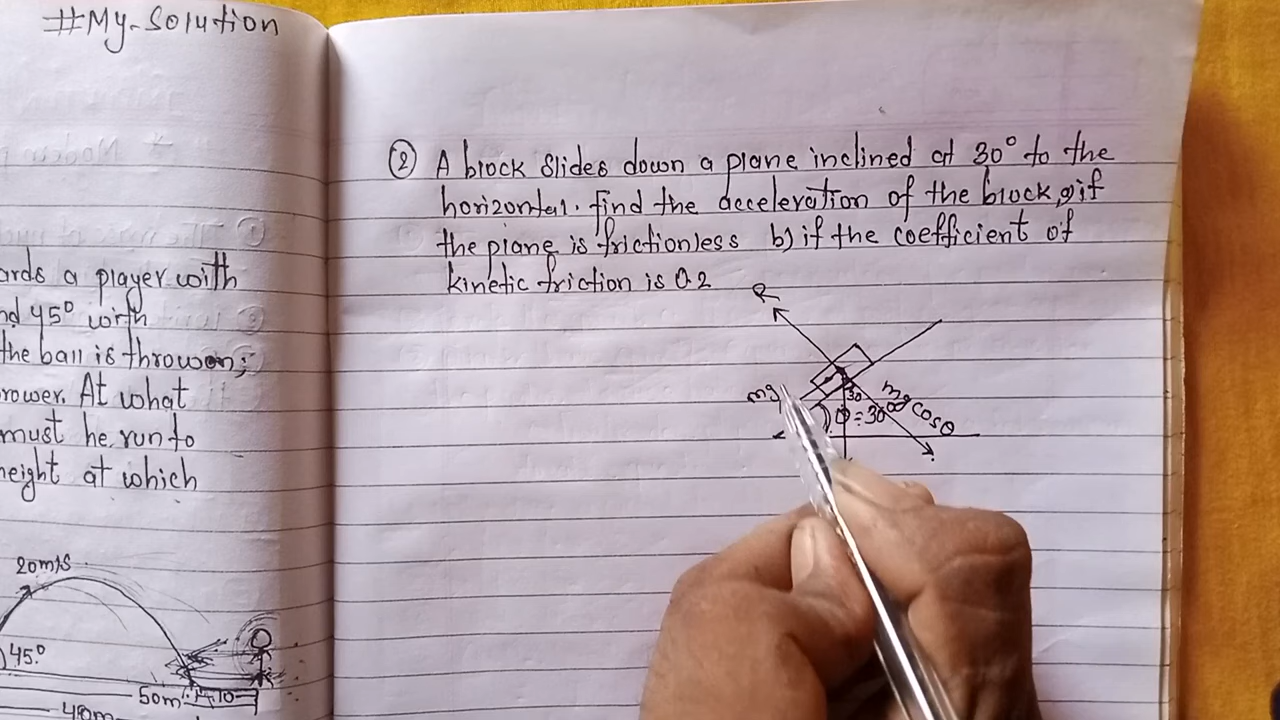 #My-Solution
② A block slides down a plane inclined at 30° to the
horizontal. find the acceleration of the block, a) if
the plane is frictionless b) if the coefficient of
kinetic friction is 0.2
R
mg
30
mg cosθ
θ = 30°
ards a player with
nd 45° with
the ball is thrown;
rower. At what
must he run to
height at which
20m/s
45°
50m
10
40m